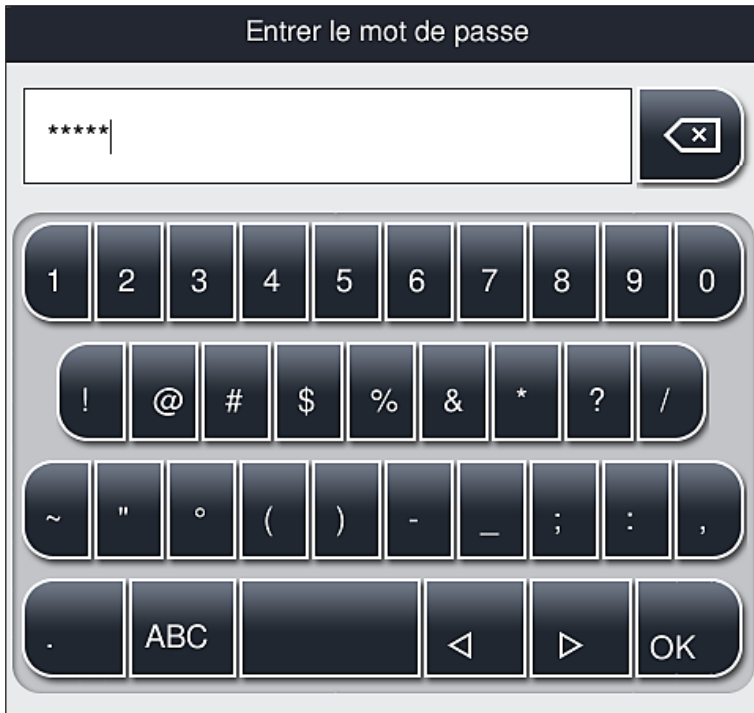 Entrer le mot de passe
*****
1 2 3 4 5 6 7 8 9 0
! @ # $ % & * ? /
~ " ° ( ) - _ ; : ,
. ABC OK